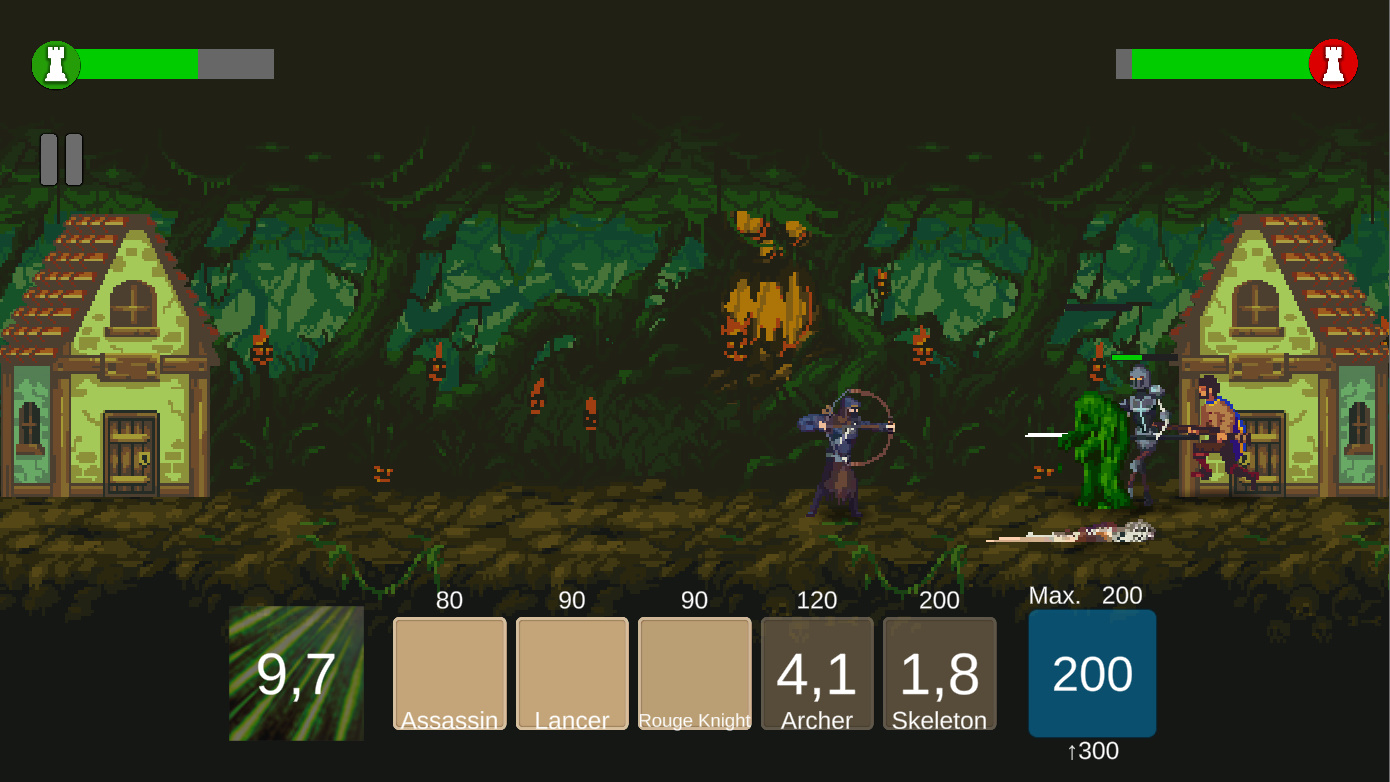 Max. 200
80 90 90 120 200
9,7 4,1 1,8 200
Assassin Lancer Rouge Knight Archer Skeleton
↑300